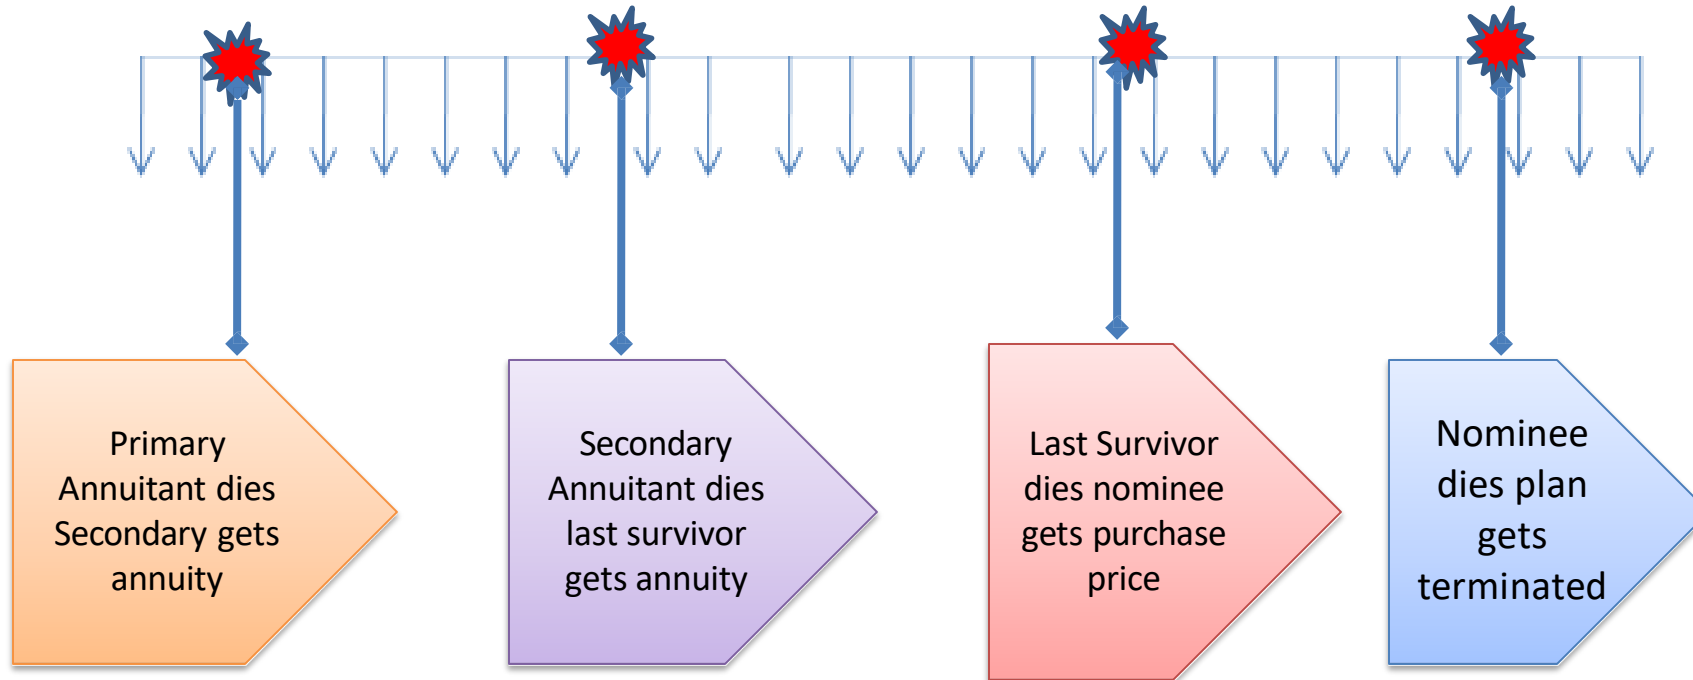 Primary
Annuitant dies
Secondary gets
annuity
Secondary
Annuitant dies
last survivor
gets annuity
Last Survivor
dies nominee
gets purchase
price
Nominee
dies plan
gets
terminated